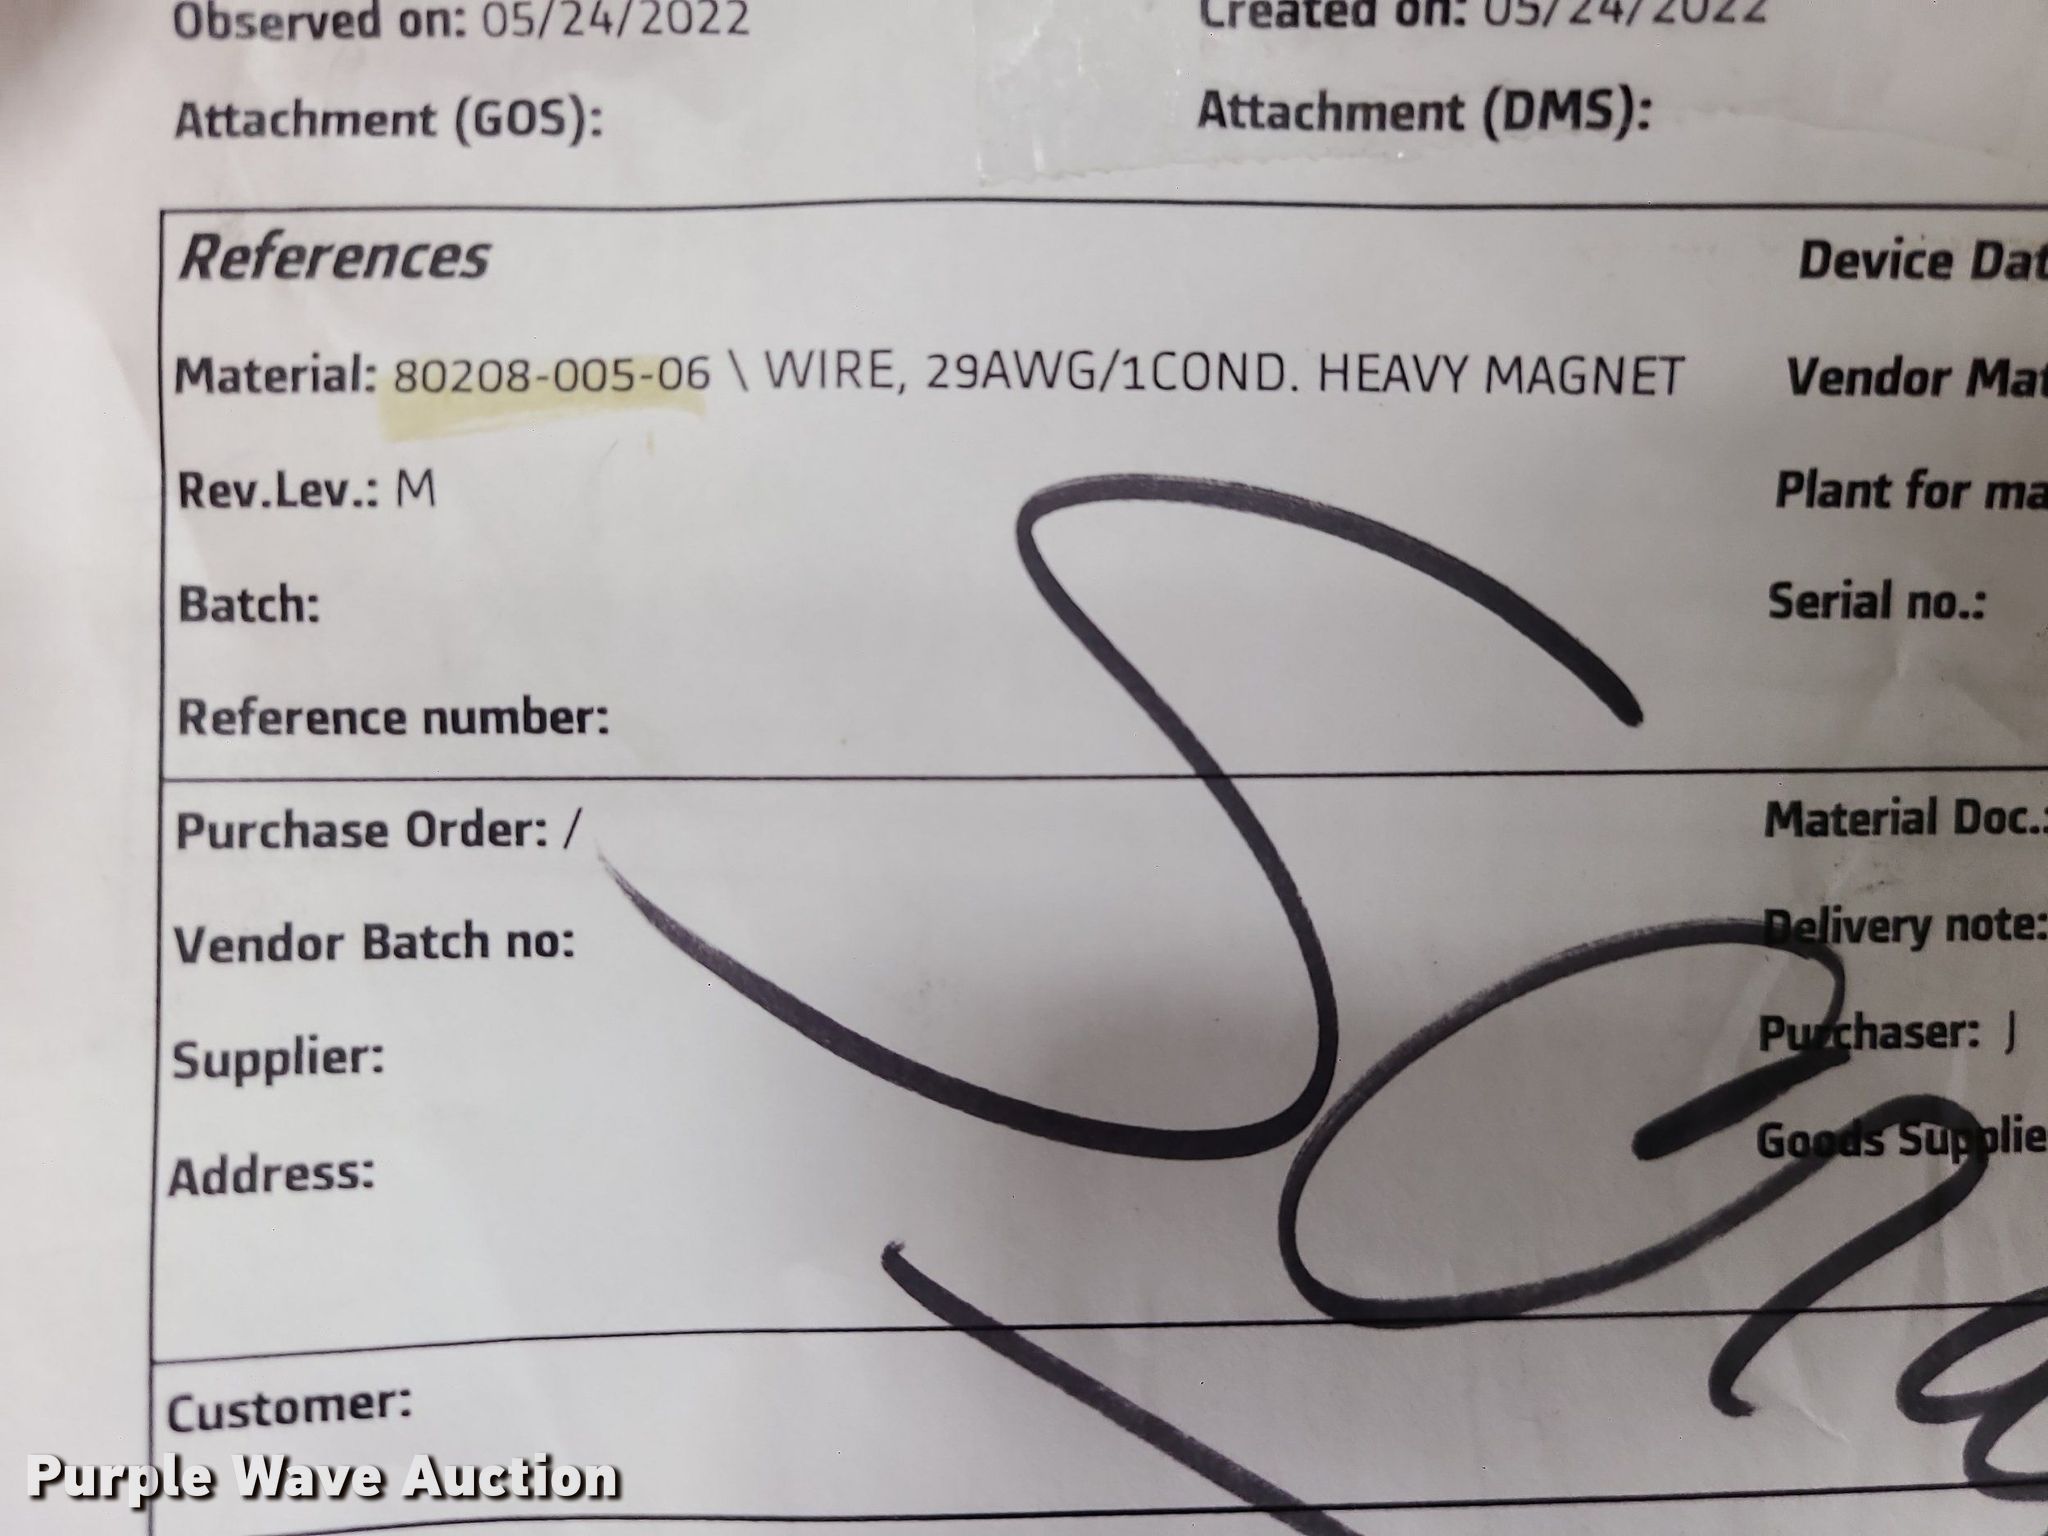 Observed on: 05/24/2022 Created on: 05/24/2022
Attachment (GOS): Attachment (DMS):
References Device Dat
Material: 80208-005-06 \ WIRE, 29AWG/1COND. HEAVY MAGNET Vendor Mat
Rev.Lev.: M Plant for ma
Batch: Serial no.:
Reference number:
Purchase Order: / Material Doc.:
Vendor Batch no: Delivery note:
Supplier: Purchaser: J
Address: Goods Supplie
Customer:
Purple Wave Auction